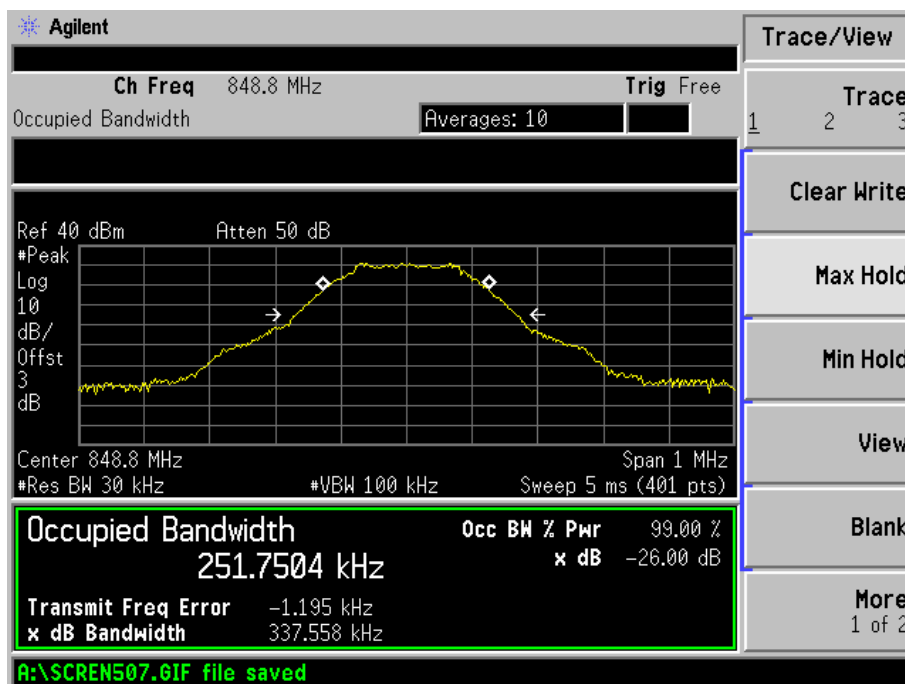 Agilent
Trace/View
Ch Freq 848.8 MHz Trig Free
Occupied Bandwidth Averages: 10
Trace
1 2 3
Clear Write
Max Hold
Min Hold
View
Blank
More
1 of 2
Ref 40 dBm Atten 50 dB
#Peak
Log
10
dB/
Offst
3
dB
Center 848.8 MHz Span 1 MHz
#Res BW 30 kHz #VBW 100 kHz Sweep 5 ms (401 pts)
Occupied Bandwidth Occ BW % Pwr 99.00 %
251.7504 kHz x dB -26.00 dB
Transmit Freq Error -1.195 kHz
x dB Bandwidth 337.558 kHz
A:\SCREN507.GIF file saved